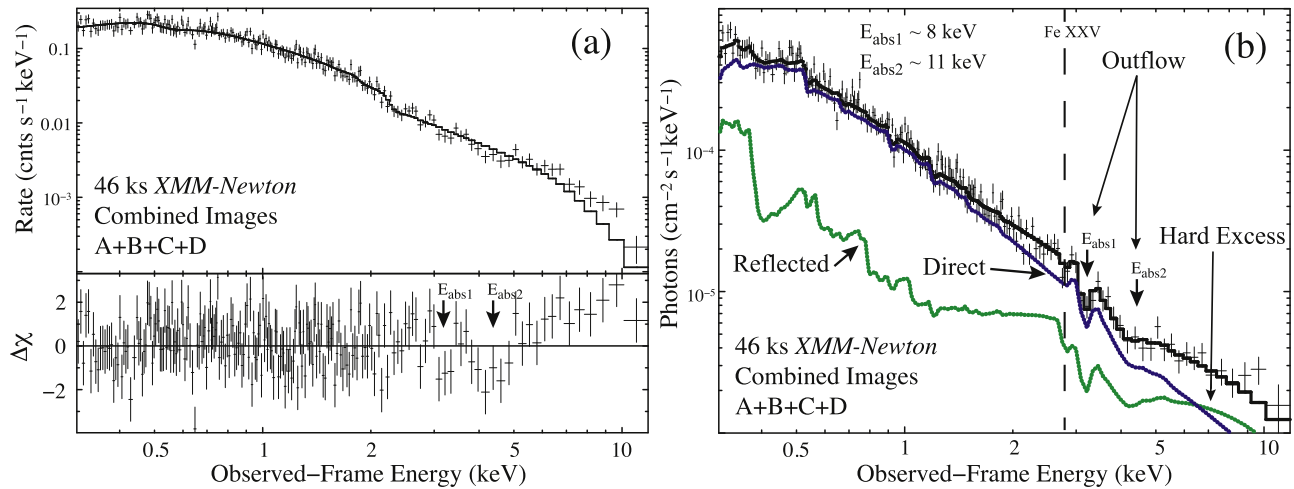 (a)
0.1
0.01
10⁻³
Rate (cnts s⁻¹ keV⁻¹)
46 ks XMM-Newton
Combined Images
A+B+C+D
E_abs1
E_abs2
2
0
−2
Δχ
0.5
1
2
5
10
Observed−Frame Energy (keV)
(b)
E_abs1 ~ 8 keV
E_abs2 ~ 11 keV
Fe XXV
Outflow
10⁻⁴
10⁻⁵
Photons (cm⁻² s⁻¹ keV⁻¹)
E_abs1
E_abs2
Hard Excess
Reflected
Direct
46 ks XMM-Newton
Combined Images
A+B+C+D
0.5
1
2
5
10
Observed−Frame Energy (keV)